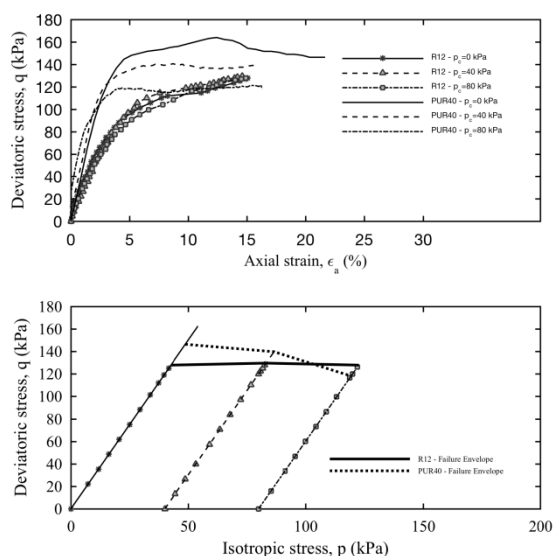 180
160
140
120
100
80
60
40
20
0
Deviatoric stress, q (kPa)
R12 - pc=0 kPa
R12 - pc=40 kPa
R12 - pc=80 kPa
PUR40 - pc=0 kPa
PUR40 - pc=40 kPa
PUR40 - pc=80 kPa
0 5 10 15 20 25 30
Axial strain, ϵa (%)
180
160
140
120
100
80
60
40
20
0
Deviatoric stress, q (kPa)
R12 - Failure Envelope
PUR40 - Failure Envelope
0 50 100 150 200
Isotropic stress, p (kPa)